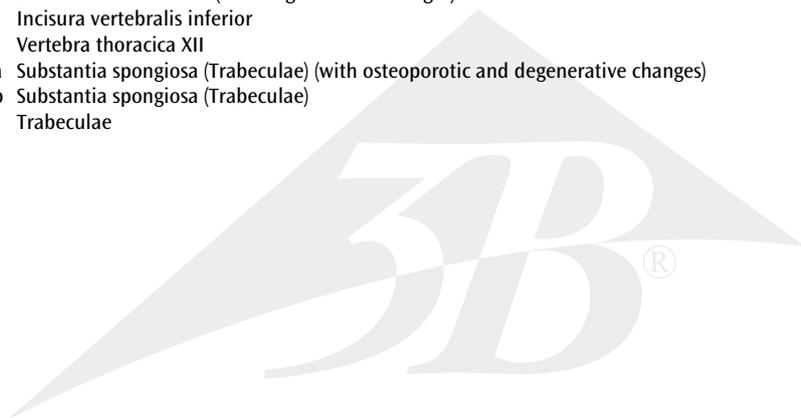 Incisura vertebralis inferior
Vertebra thoracica XII
Substantia spongiosa (Trabeculae) (with osteoporotic and degenerative changes)
Substantia spongiosa (Trabeculae)
Trabeculae
3B®